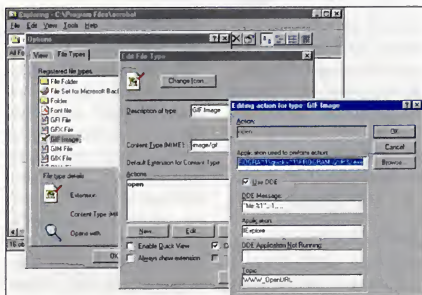 Exploring - C:\Program Files\acrobat
File Edit View Tools Help
Options
View File Types
Registered file types:
File Folder
File Set for Microsoft Back
Folder
Font file
GFI File
GFX File
GIF Image
GIM File
GIX File
File type details
Extension
Content Type (MI
Opens with
OK
Edit File Type
Change Icon...
Description of type: GIF Image
Content Type (MIME): image/gif
Default Extension for Content Type
Actions:
open
New... Edit...
Enable Quick View
Always show extension
Editing action for type: GIF Image
Action:
open
OK
Cancel
Application used to perform action:
Browse...
Use DDE
DDE Message:
Application:
IExplore
DDE Application Not Running:
Topic:
WWW_OpenURL